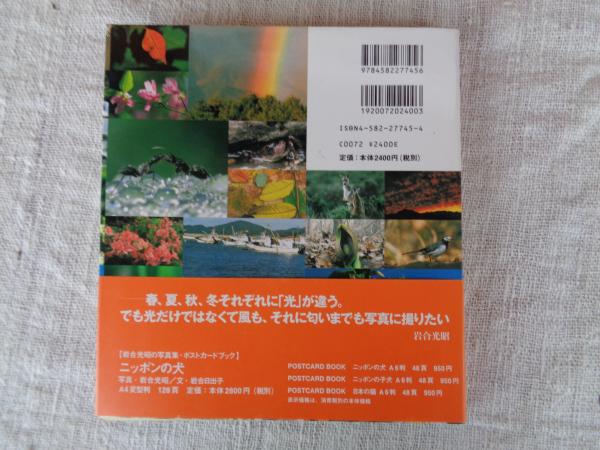 9784582277456
1920072024003
ISBN4-582-27745-4
C0072 ¥2400E
定価：本体2400円（税別）
春、夏、秋、冬それぞれに「光」が違う。
でも光だけではなくて風も、それに匂いまでも写真に撮りたい
岩合光昭
【岩合光昭の写真集・ポストカードブック】
ニッポンの犬
写真・岩合光昭／文・岩合日出子
A4変型判 128頁 定価：本体2800円（税別）
POSTCARD BOOK ニッポンの犬 A6判 48頁 950円
POSTCARD BOOK ニッポンの子犬 A6判 48頁 950円
POSTCARD BOOK 日本の猫 A6判 48頁 950円
表示価格は、消費税別の本体価格